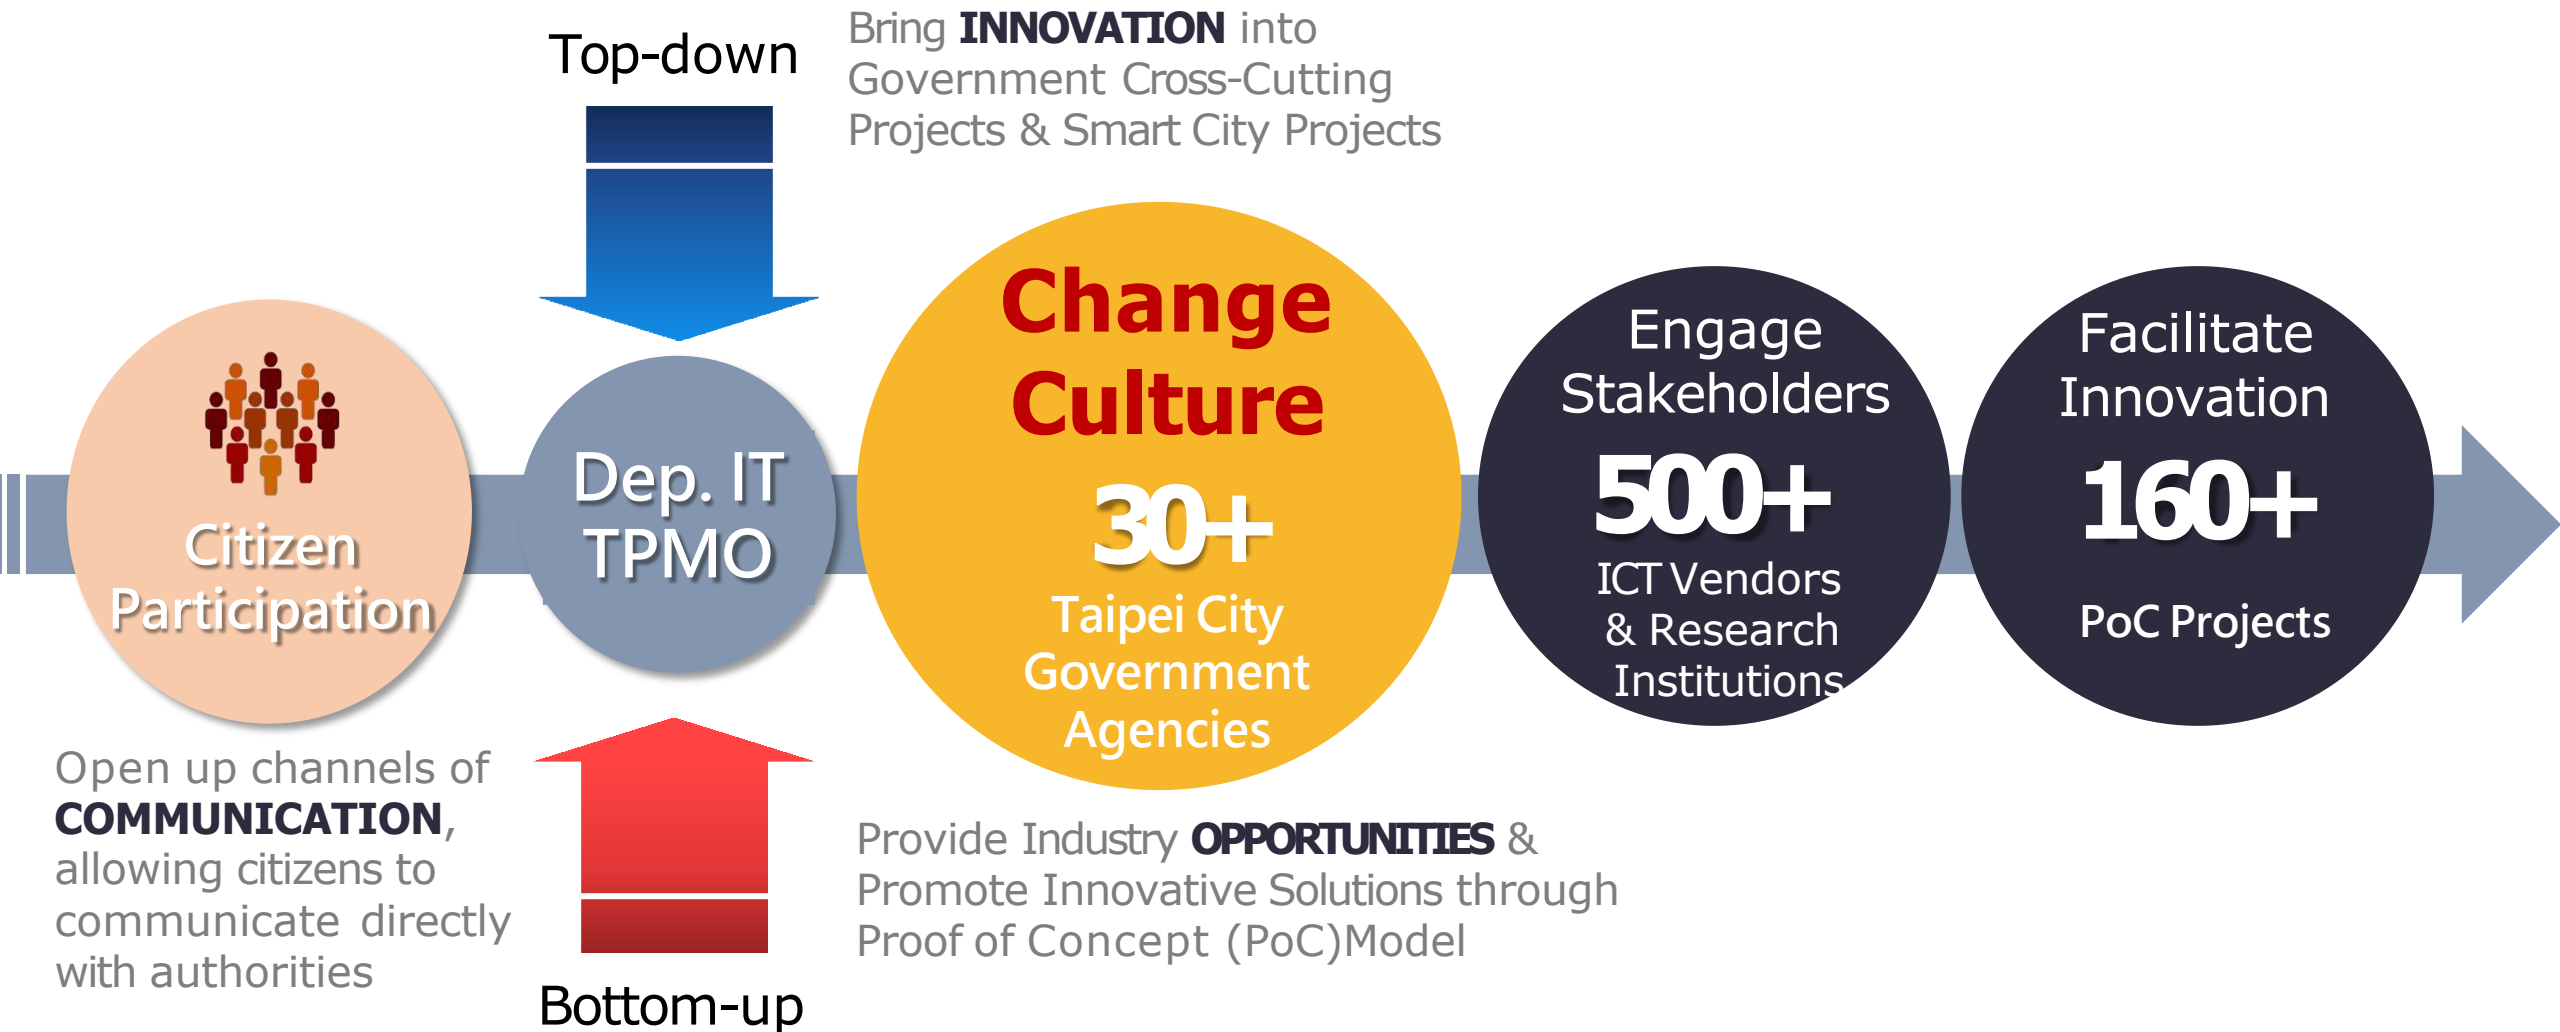 Top-down
Bring INNOVATION into
Government Cross-Cutting
Projects & Smart City Projects
Citizen
Participation
Dep. IT
TPMO
Change
Culture
30+
Taipei City
Government
Agencies
Engage
Stakeholders
500+
ICT Vendors
& Research
Institutions
Facilitate
Innovation
160+
PoC Projects
Open up channels of
COMMUNICATION,
allowing citizens to
communicate directly
with authorities
Bottom-up
Provide Industry OPPORTUNITIES &
Promote Innovative Solutions through
Proof of Concept (PoC)Model